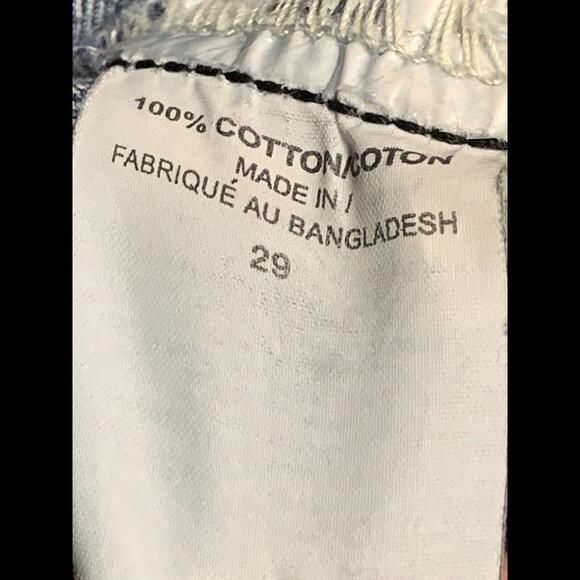 100% COTTON/COTON
MADE IN /
FABRIQUÉ AU BANGLADESH
29